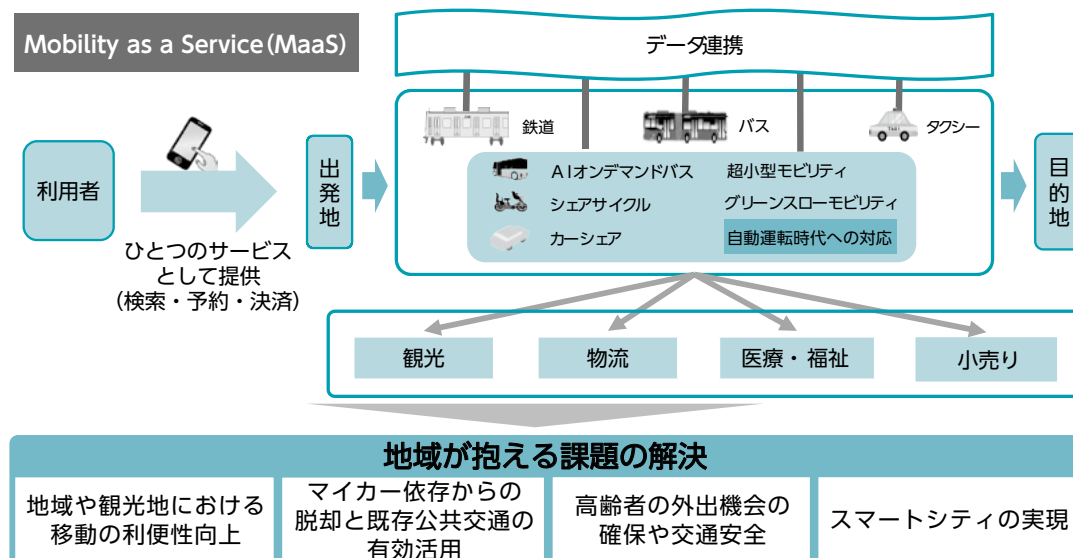 Mobility as a Service(MaaS)
データ連携
鉄道
バス
タクシー
利用者
出発地
AIオンデマンドバス
超小型モビリティ
シェアサイクル
グリーンスローモビリティ
カーシェア
自動運転時代への対応
目的地
ひとつのサービス
として提供
(検索・予約・決済)
観光
物流
医療・福祉
小売り
地域が抱える課題の解決
地域や観光地における
移動の利便性向上
マイカー依存からの
脱却と既存公共交通の
有効活用
高齢者の外出機会の
確保や交通安全
スマートシティの実現